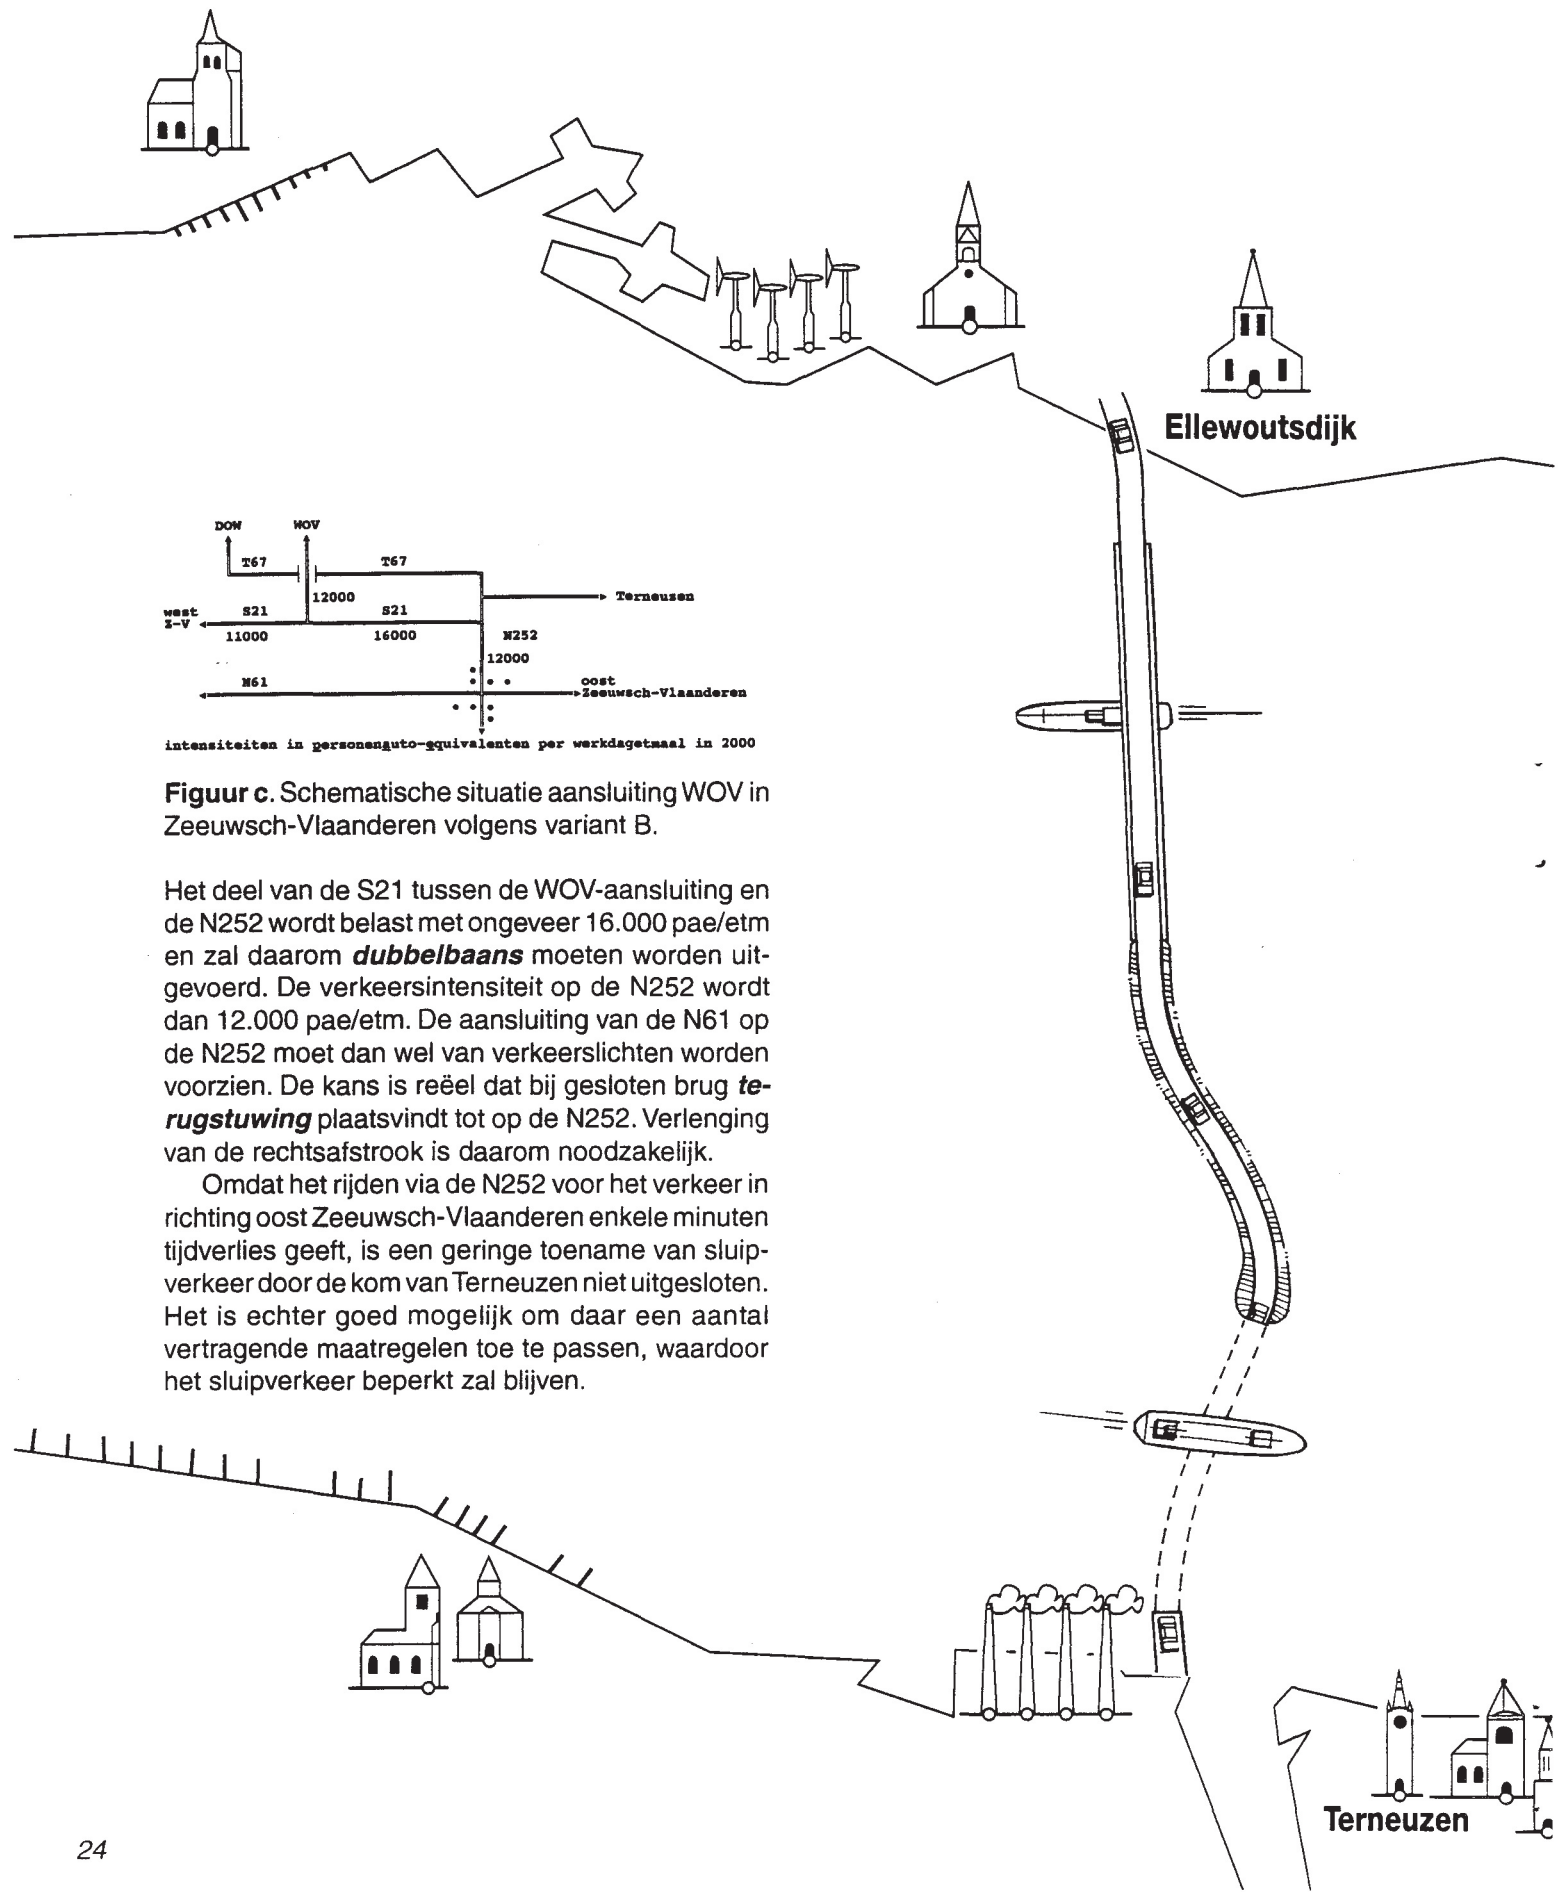 Ellewoutsdijk
DOW WOV
T67 T67
12000
Terneuzen
west
Z-V
S21 S21
11000 16000 N252
12000
N61 oost
Zeeuwsch-Vlaanderen
intensiteiten in personenauto-equivalenten per werkdagetmaal in 2000
Figuur c. Schematische situatie aansluiting WOV in
Zeeuwsch-Vlaanderen volgens variant B.
Het deel van de S21 tussen de WOV-aansluiting en
de N252 wordt belast met ongeveer 16.000 pae/etm
en zal daarom dubbelbaans moeten worden uit-
gevoerd. De verkeersintensiteit op de N252 wordt
dan 12.000 pae/etm. De aansluiting van de N61 op
de N252 moet dan wel van verkeerslichten worden
voorzien. De kans is reëel dat bij gesloten brug te-
rugstuwing plaatsvindt tot op de N252. Verlenging
van de rechtsafstrook is daarom noodzakelijk.
Omdat het rijden via de N252 voor het verkeer in
richting oost Zeeuwsch-Vlaanderen enkele minuten
tijdverlies geeft, is een geringe toename van sluip-
verkeer door de kom van Terneuzen niet uitgesloten.
Het is echter goed mogelijk om daar een aantal
vertragende maatregelen toe te passen, waardoor
het sluipverkeer beperkt zal blijven.
Terneuzen
24